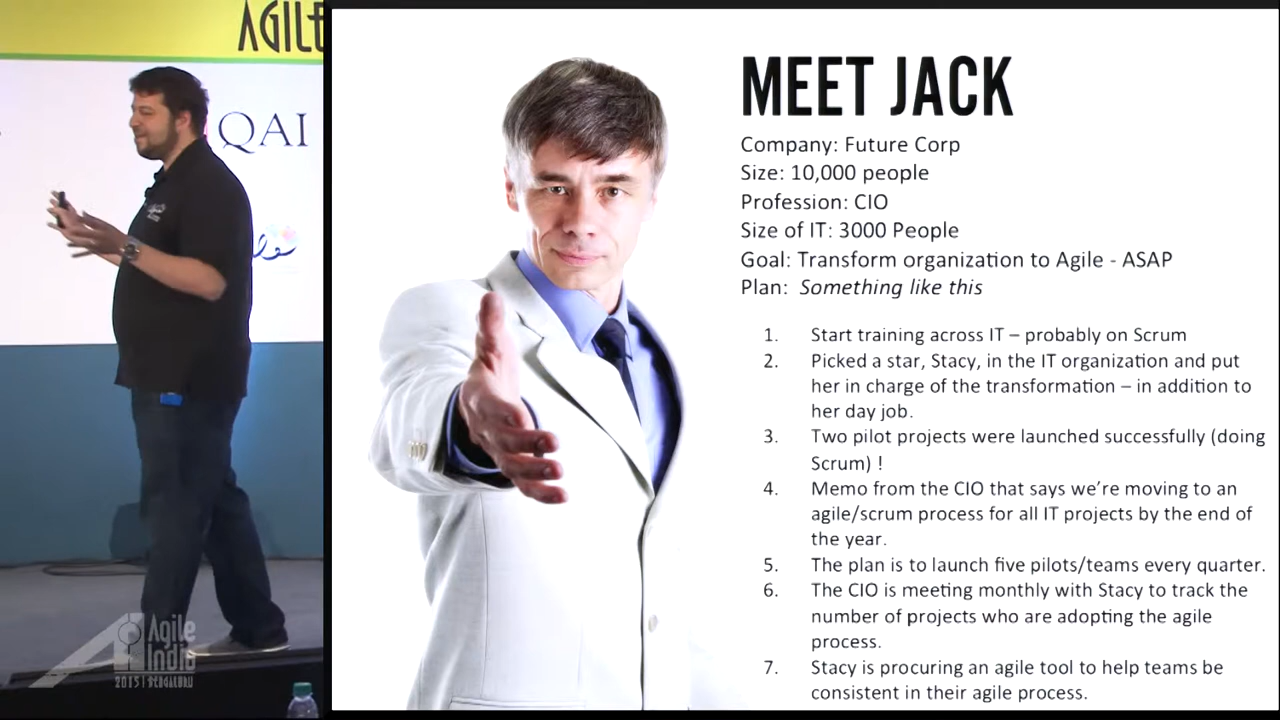 AGILE
QAI
Agile
India
2015 | BENGALURU
MEET JACK
Company: Future Corp
Size: 10,000 people
Profession: CIO
Size of IT: 3000 People
Goal: Transform organization to Agile - ASAP
Plan: Something like this
1. Start training across IT – probably on Scrum
2. Picked a star, Stacy, in the IT organization and put
her in charge of the transformation – in addition to
her day job.
3. Two pilot projects were launched successfully (doing
Scrum) !
4. Memo from the CIO that says we're moving to an
agile/scrum process for all IT projects by the end of
the year.
5. The plan is to launch five pilots/teams every quarter.
6. The CIO is meeting monthly with Stacy to track the
number of projects who are adopting the agile
process.
7. Stacy is procuring an agile tool to help teams be
consistent in their agile process.